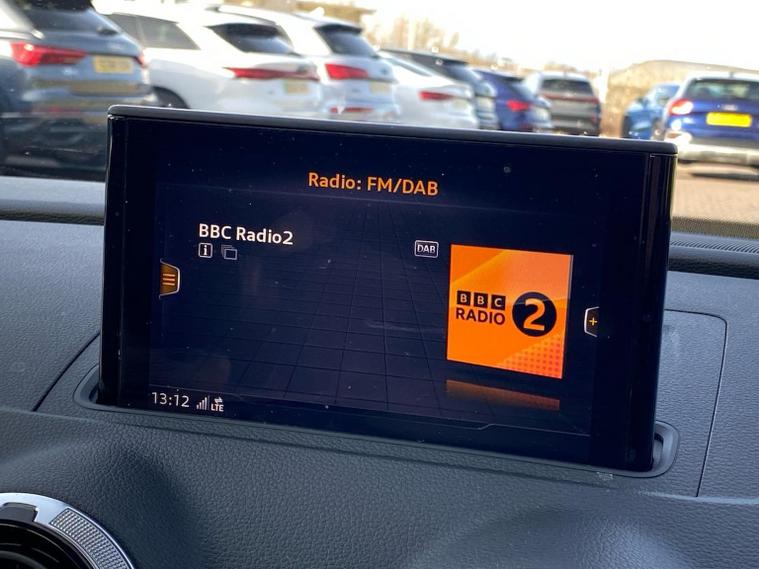 Radio: FM/DAB
BBC Radio2
DAB
BBC
RADIO 2
+
13:12 LTE